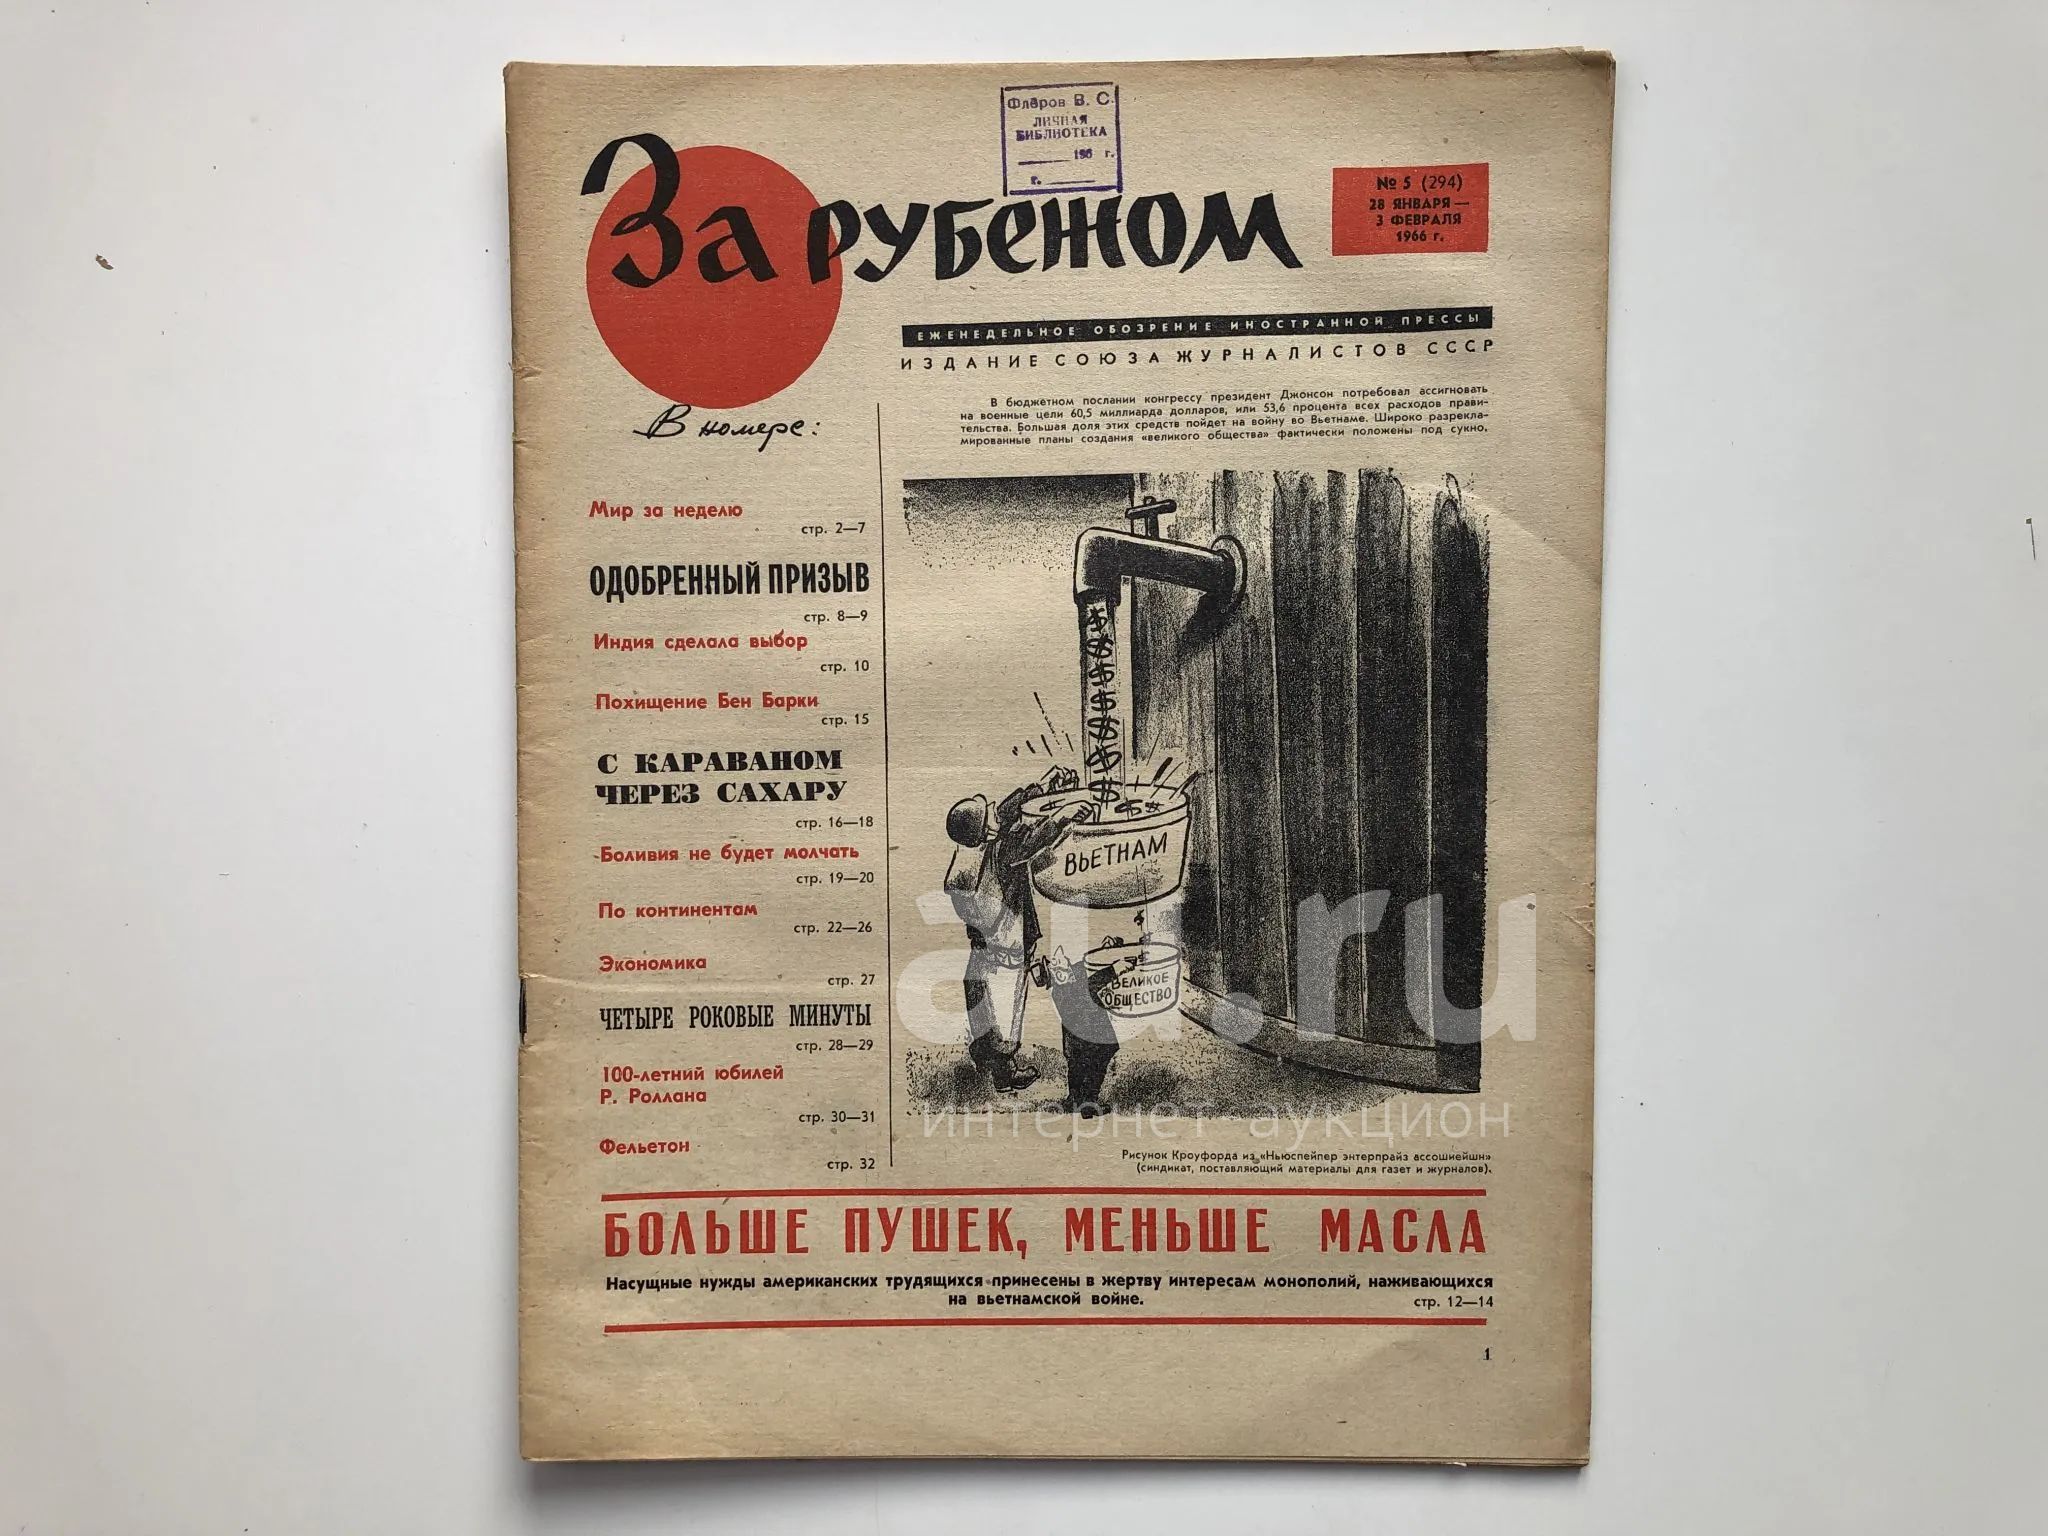 Фларов В. С.
ЛИЧНАЯ
БИБЛИОТЕКА
196 г.
г.
За рубежом
№ 5 (294)
28 ЯНВАРЯ—
3 ФЕВРАЛЯ
1966 г.
ЕЖЕНЕДЕЛЬНОЕ ОБОЗРЕНИЕ ИНОСТРАННОЙ ПРЕССЫ
ИЗДАНИЕ СОЮЗА ЖУРНАЛИСТОВ СССР
В номере:
Мир за неделю
стр. 2—7
ОДОБРЕННЫЙ ПРИЗЫВ
стр. 8—9
Индия сделала выбор
стр. 10
Похищение Бен Барки
стр. 15
С КАРАВАНОМ
ЧЕРЕЗ САХАРУ
стр. 16—18
Боливия не будет молчать
стр. 19—20
По континентам
стр. 22—26
Экономика
стр. 27
ЧЕТЫРЕ РОКОВЫЕ МИНУТЫ
стр. 28—29
100-летний юбилей
Р. Роллана
стр. 30—31
Фельетон
стр. 32
В бюджетном послании конгрессу президент Джонсон потребовал ассигновать
на военные цели 60,5 миллиарда долларов, или 53,6 процента всех расходов прави-
тельства. Большая доля этих средств пойдет на войну во Вьетнаме. Широко разрекла-
мированные планы создания «великого общества» фактически положены под сукно.
ВЬЕТНАМ
ВЕЛИКОЕ
ОБЩЕСТВО
au.ru
интернет-аукцион
Рисунок Кроуфорда из «Ньюспейпер энтерпрайз ассошиейшн»
(синдикат, поставляющий материалы для газет и журналов).
БОЛЬШЕ ПУШЕК, МЕНЬШЕ МАСЛА
Насущные нужды американских трудящихся принесены в жертву интересам монополий, наживающихся
на вьетнамской войне.
стр. 12—14
1